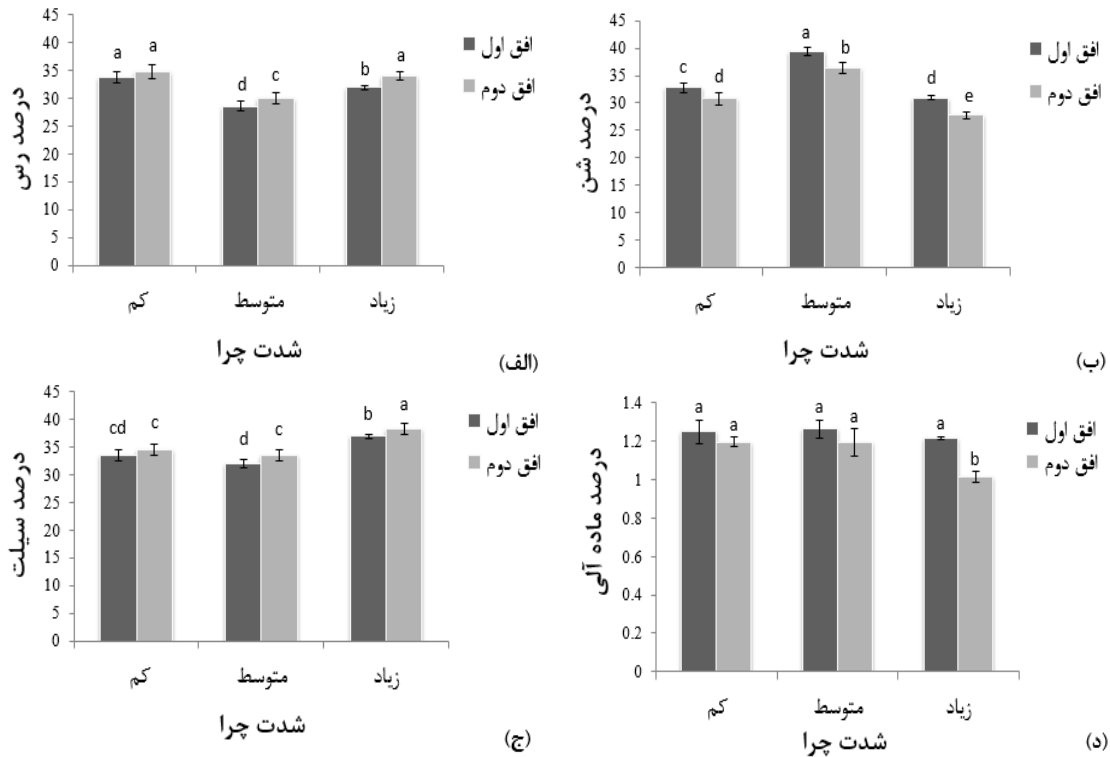 45
40
35
30
25
20
15
10
5
0
درصد رس
a a
d c
b a
کم متوسط زیاد
شدت چرا
افق اول
افق دوم
(الف)
45
40
35
30
25
20
15
10
5
0
درصد شن
c d
a b
d e
کم متوسط زیاد
شدت چرا
افق اول
افق دوم
(ب)
45
40
35
30
25
20
15
10
5
0
درصد سیلت
cd c
d c
b a
کم متوسط زیاد
شدت چرا
افق اول
افق دوم
(ج)
1.4
1.2
1
0.8
0.6
0.4
0.2
0
درصد ماده آلی
a a
a a
a b
کم متوسط زیاد
شدت چرا
افق اول
افق دوم
(د)